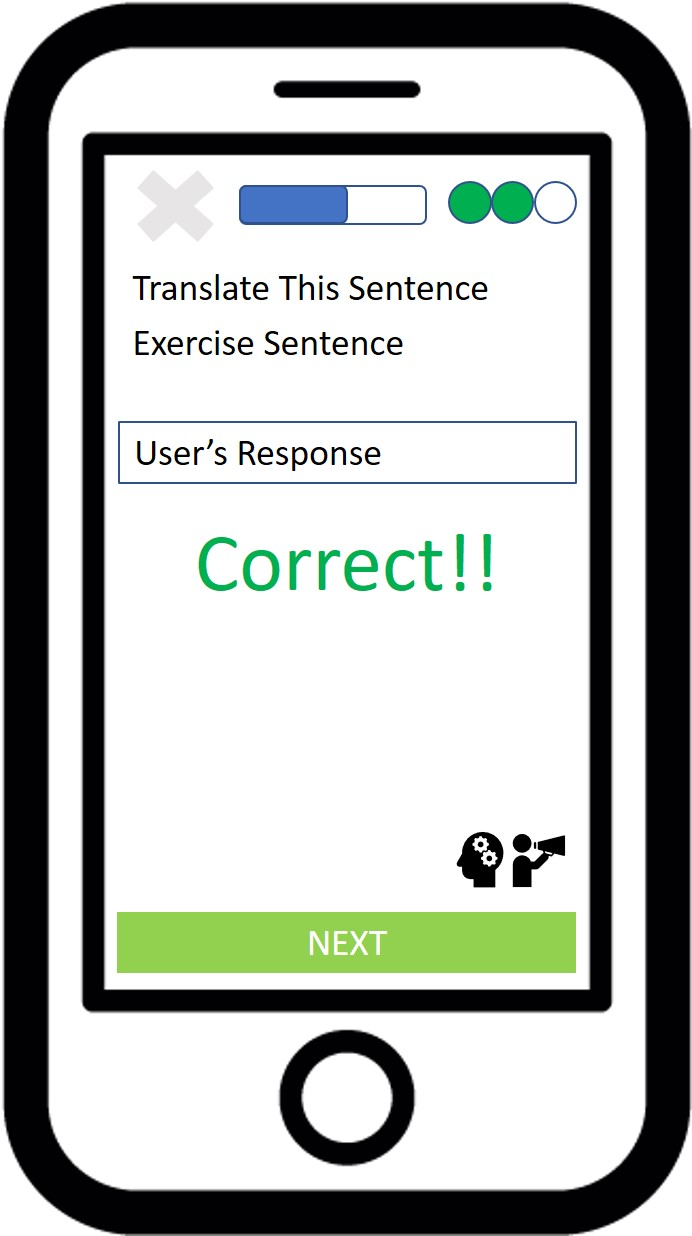 Translate This Sentence
Exercise Sentence
User’s Response
Correct!!
NEXT